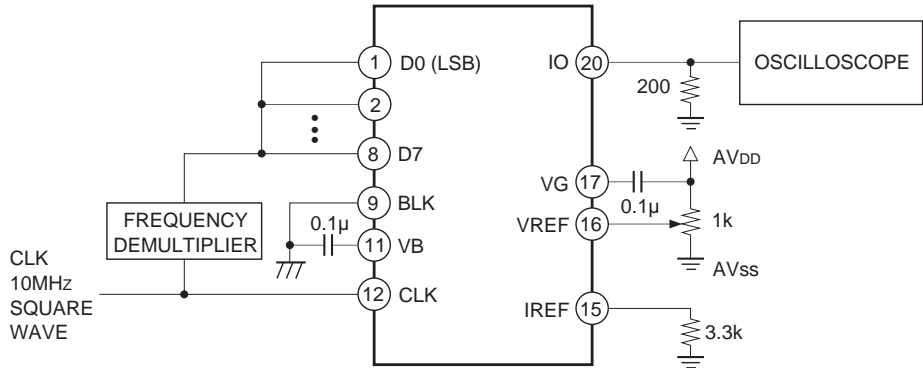 1 D0 (LSB)
2
8 D7
9 BLK
0.1µ
11 VB
12 CLK
FREQUENCY
DEMULTIPLIER
CLK
10MHz
SQUARE
WAVE
IO 20
OSCILLOSCOPE
200
AVDD
VG 17
0.1µ
VREF 16
1k
AVss
IREF 15
3.3k